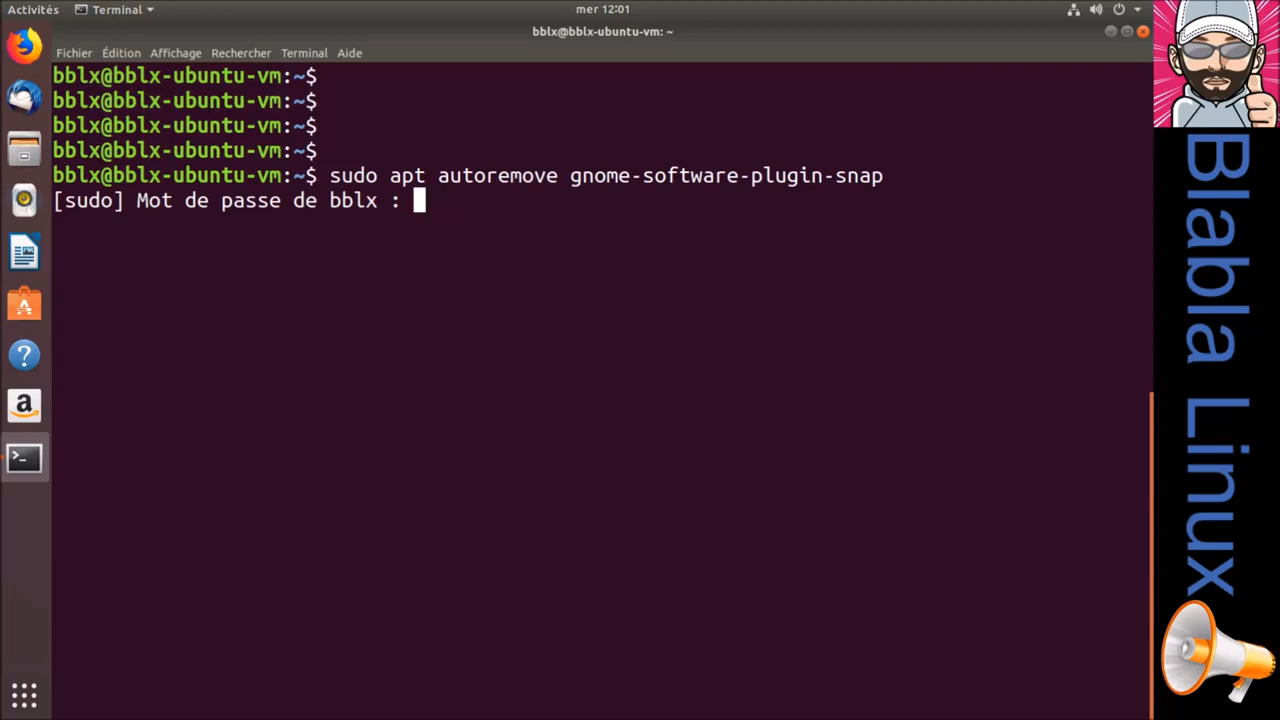 Activités Terminal mer 12:01
bblx@bblx-ubuntu-vm: ~
Fichier Édition Affichage Rechercher Terminal Aide
bblx@bblx-ubuntu-vm:~$
bblx@bblx-ubuntu-vm:~$
bblx@bblx-ubuntu-vm:~$
bblx@bblx-ubuntu-vm:~$
bblx@bblx-ubuntu-vm:~$ sudo apt autoremove gnome-software-plugin-snap
[sudo] Mot de passe de bblx :
Blabla Linux